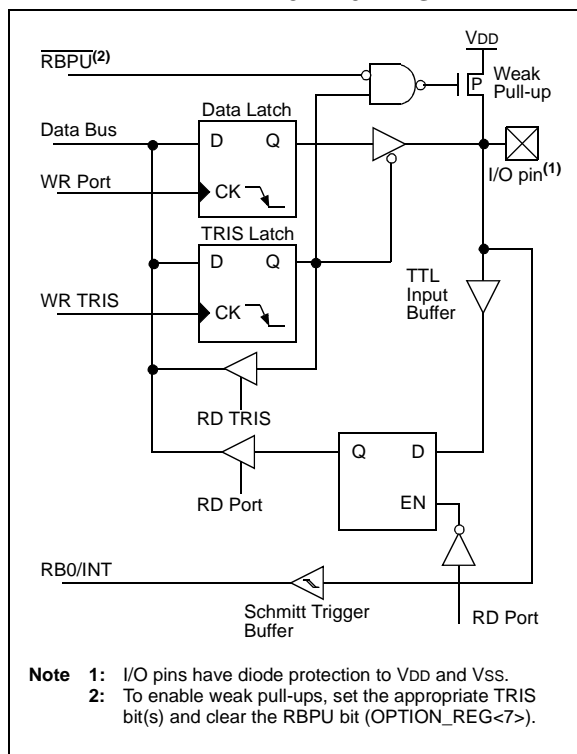 VDD
RBPU(2)
P
Weak
Pull-up
Data Latch
Data Bus
D Q
I/O pin(1)
WR Port
CK
TRIS Latch
D Q
TTL
Input
Buffer
WR TRIS
CK
RD TRIS
Q D
RD Port
EN
RB0/INT
Schmitt Trigger
Buffer
RD Port
Note 1: I/O pins have diode protection to VDD and VSS.
2: To enable weak pull-ups, set the appropriate TRIS
bit(s) and clear the RBPU bit (OPTION_REG<7>).